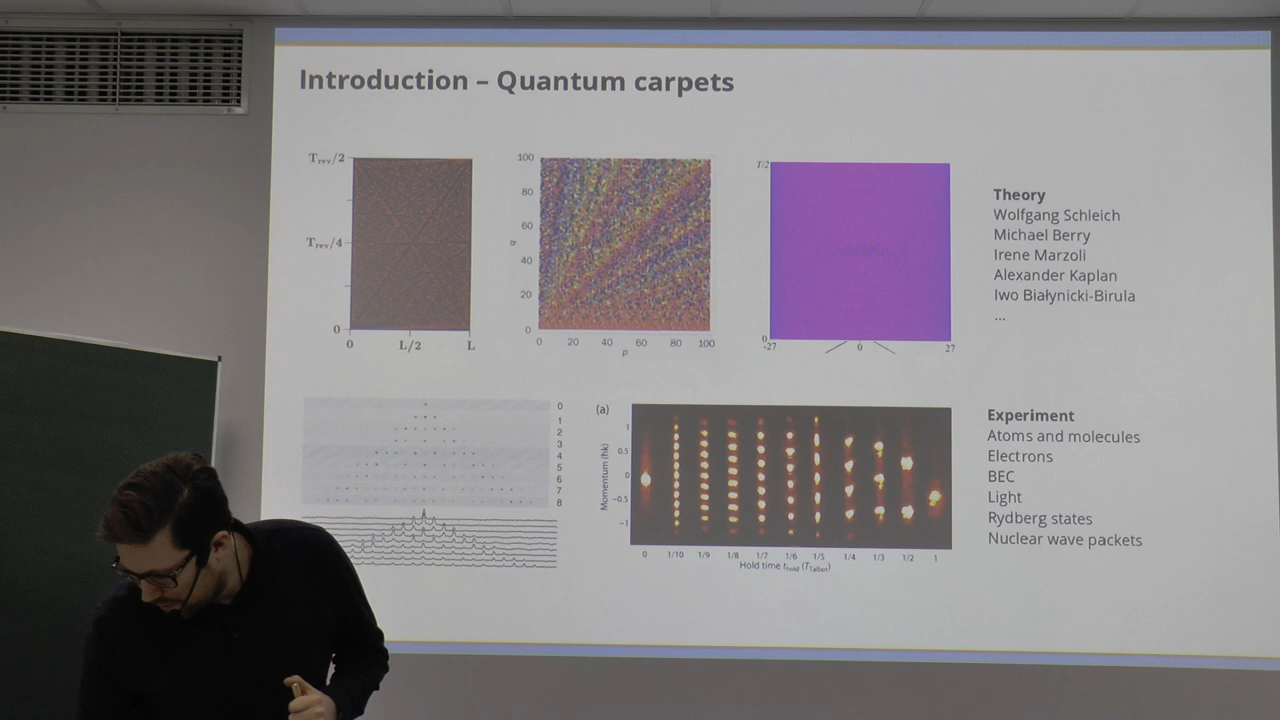 Introduction – Quantum carpets
T_rev/2
T_rev/4
0
0 L/2 L
100
80
60
40
20
0
q
0 20 40 60 80 100
p
T/2
0
-27 0 27
Theory
Wolfgang Schleich
Michael Berry
Irene Marzoli
Alexander Kaplan
Iwo Białynicki-Birula
...
0
1
2
3
4
5
6
7
8
(a)
Momentum (ħk)
1
0.5
0
−0.5
−1
0 1/10 1/9 1/8 1/7 1/6 1/5 1/4 1/3 1/2 1
Hold time t_hold (T_Talbot)
Experiment
Atoms and molecules
Electrons
BEC
Light
Rydberg states
Nuclear wave packets